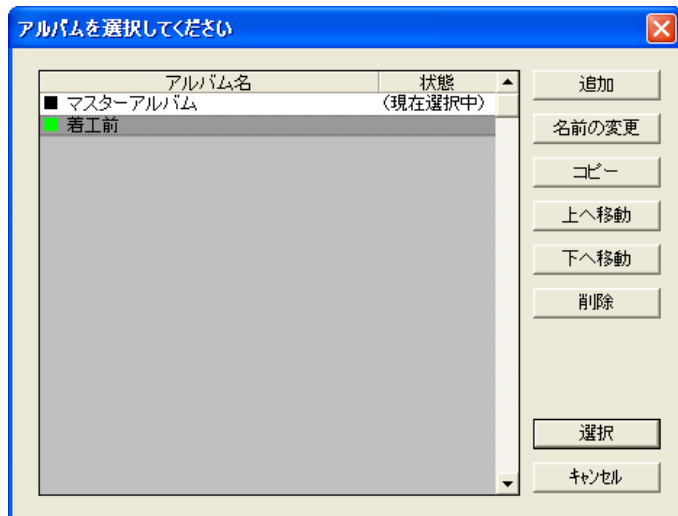 アルバムを選択してください
アルバム名 状態
■ マスターアルバム (現在選択中)
■ 着工前
追加
名前の変更
コピー
上へ移動
下へ移動
削除
選択
キャンセル